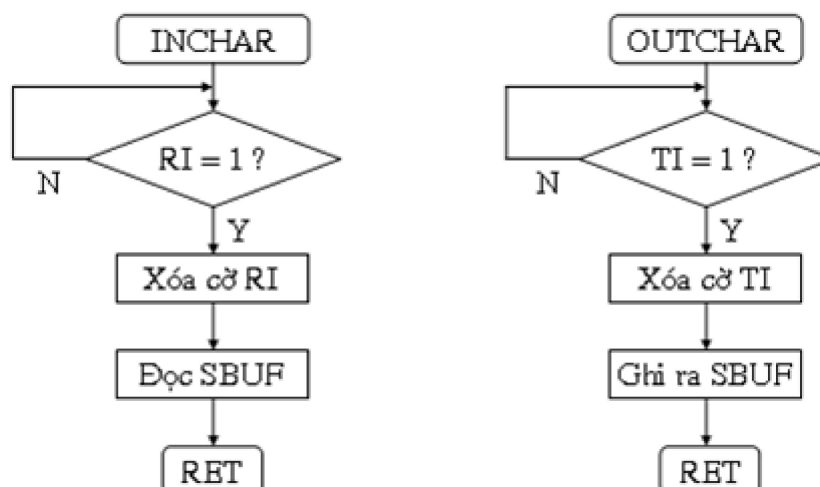 INCHAR
RI = 1 ?
N
Y
Xóa cờ RI
Đọc SBUF
RET
OUTCHAR
TI = 1 ?
N
Y
Xóa cờ TI
Ghi ra SBUF
RET